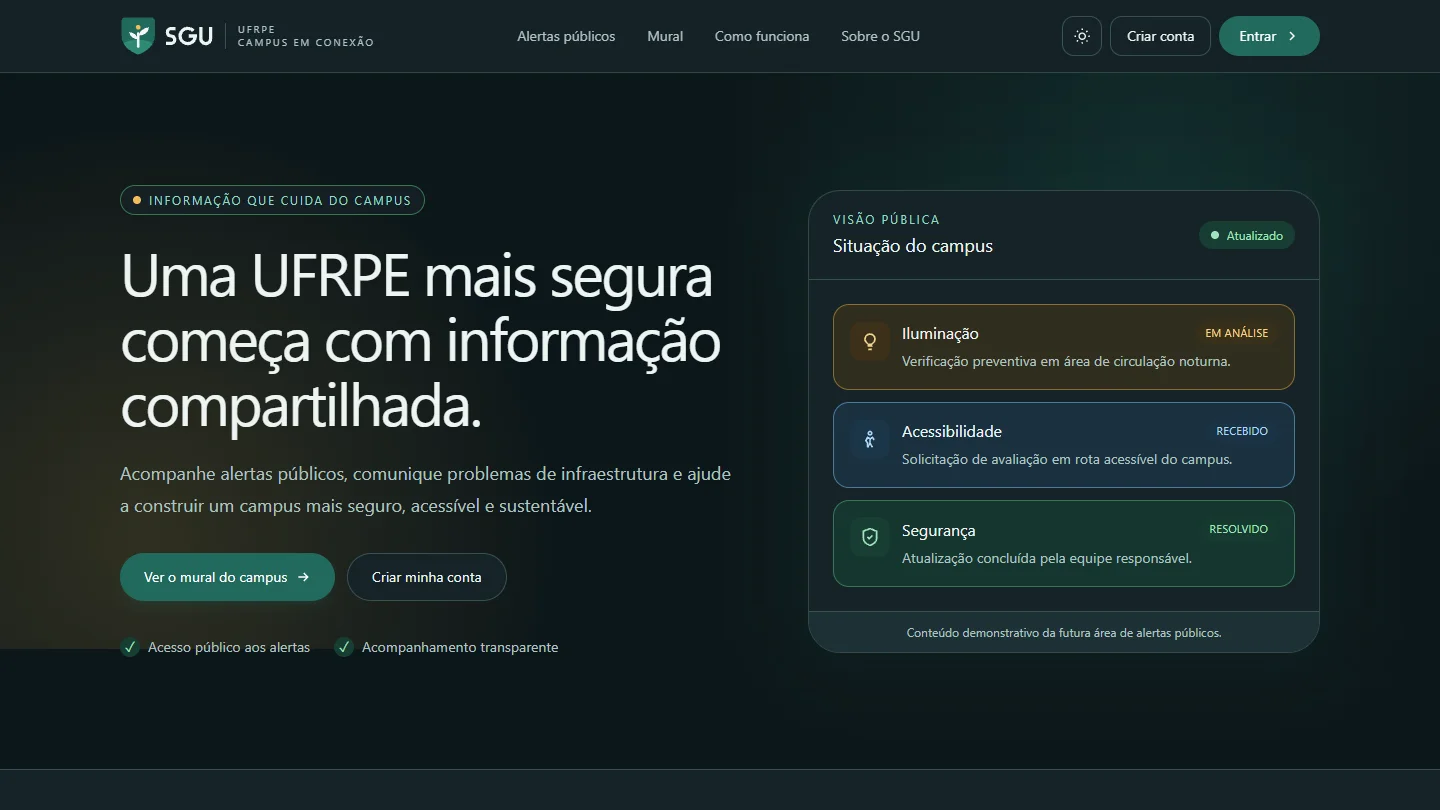 SGU
UFRPE
CAMPUS EM CONEXÃO
Alertas públicos
Mural
Como funciona
Sobre o SGU
Criar conta
Entrar
INFORMAÇÃO QUE CUIDA DO CAMPUS
Uma UFRPE mais segura
começa com informação
compartilhada.
Acompanhe alertas públicos, comunique problemas de infraestrutura e ajude
a construir um campus mais seguro, acessível e sustentável.
Ver o mural do campus
Criar minha conta
Acesso público aos alertas
Acompanhamento transparente
VISÃO PÚBLICA
Situação do campus
Atualizado
Iluminação
EM ANÁLISE
Verificação preventiva em área de circulação noturna.
Acessibilidade
RECEBIDO
Solicitação de avaliação em rota acessível do campus.
Segurança
RESOLVIDO
Atualização concluída pela equipe responsável.
Conteúdo demonstrativo da futura área de alertas públicos.